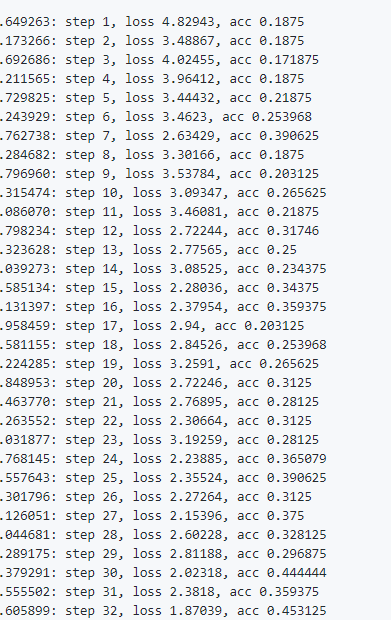 .649263: step 1, loss 4.82943, acc 0.1875
.173266: step 2, loss 3.48867, acc 0.1875
.692686: step 3, loss 4.02455, acc 0.171875
.211565: step 4, loss 3.96412, acc 0.1875
.729825: step 5, loss 3.44432, acc 0.21875
.243929: step 6, loss 3.4623, acc 0.253968
.762738: step 7, loss 2.63429, acc 0.390625
.284682: step 8, loss 3.30166, acc 0.1875
.796960: step 9, loss 3.53784, acc 0.203125
.315474: step 10, loss 3.09347, acc 0.265625
.086070: step 11, loss 3.46081, acc 0.21875
.798234: step 12, loss 2.72244, acc 0.31746
.323628: step 13, loss 2.77565, acc 0.25
.039273: step 14, loss 3.08525, acc 0.234375
.585134: step 15, loss 2.28036, acc 0.34375
.131397: step 16, loss 2.37954, acc 0.359375
.958459: step 17, loss 2.94, acc 0.203125
.581155: step 18, loss 2.84526, acc 0.253968
.224285: step 19, loss 3.2591, acc 0.265625
.848953: step 20, loss 2.72246, acc 0.3125
.463770: step 21, loss 2.76895, acc 0.28125
.263552: step 22, loss 2.30664, acc 0.3125
.031877: step 23, loss 3.19259, acc 0.28125
.768145: step 24, loss 2.23885, acc 0.365079
.557643: step 25, loss 2.35524, acc 0.390625
.301796: step 26, loss 2.27264, acc 0.3125
.126051: step 27, loss 2.15396, acc 0.375
.044681: step 28, loss 2.60228, acc 0.328125
.289175: step 29, loss 2.81188, acc 0.296875
.379291: step 30, loss 2.02318, acc 0.444444
.555502: step 31, loss 2.3818, acc 0.359375
.605899: step 32, loss 1.87039, acc 0.453125